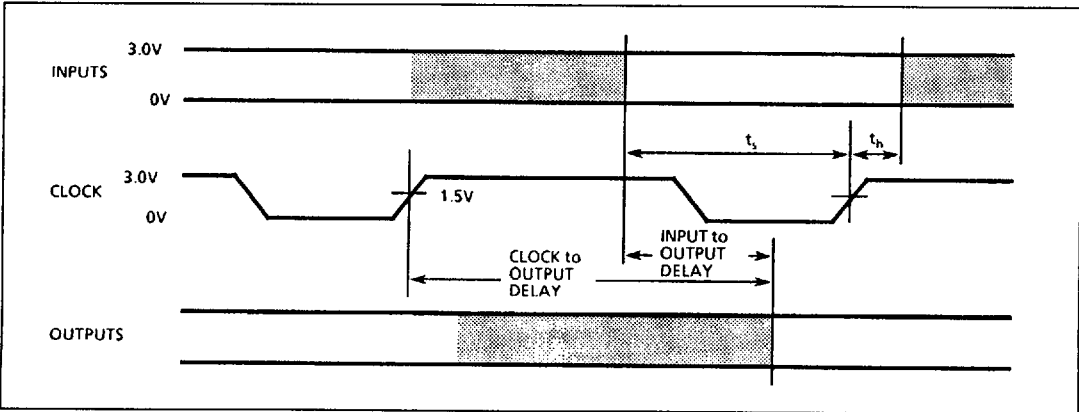 3.0V
INPUTS
0V
t_s
t_h
3.0V
CLOCK
1.5V
0V
INPUT to
OUTPUT
DELAY
CLOCK to
OUTPUT
DELAY
OUTPUTS